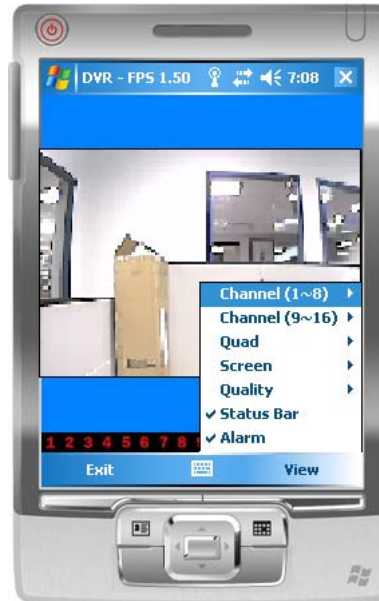 DVR - FPS 1.50 7:08
Channel (1~8)
Channel (9~16)
Quad
Screen
Quality
Status Bar
Alarm
1 2 3 4 5 6 7 8
Exit View